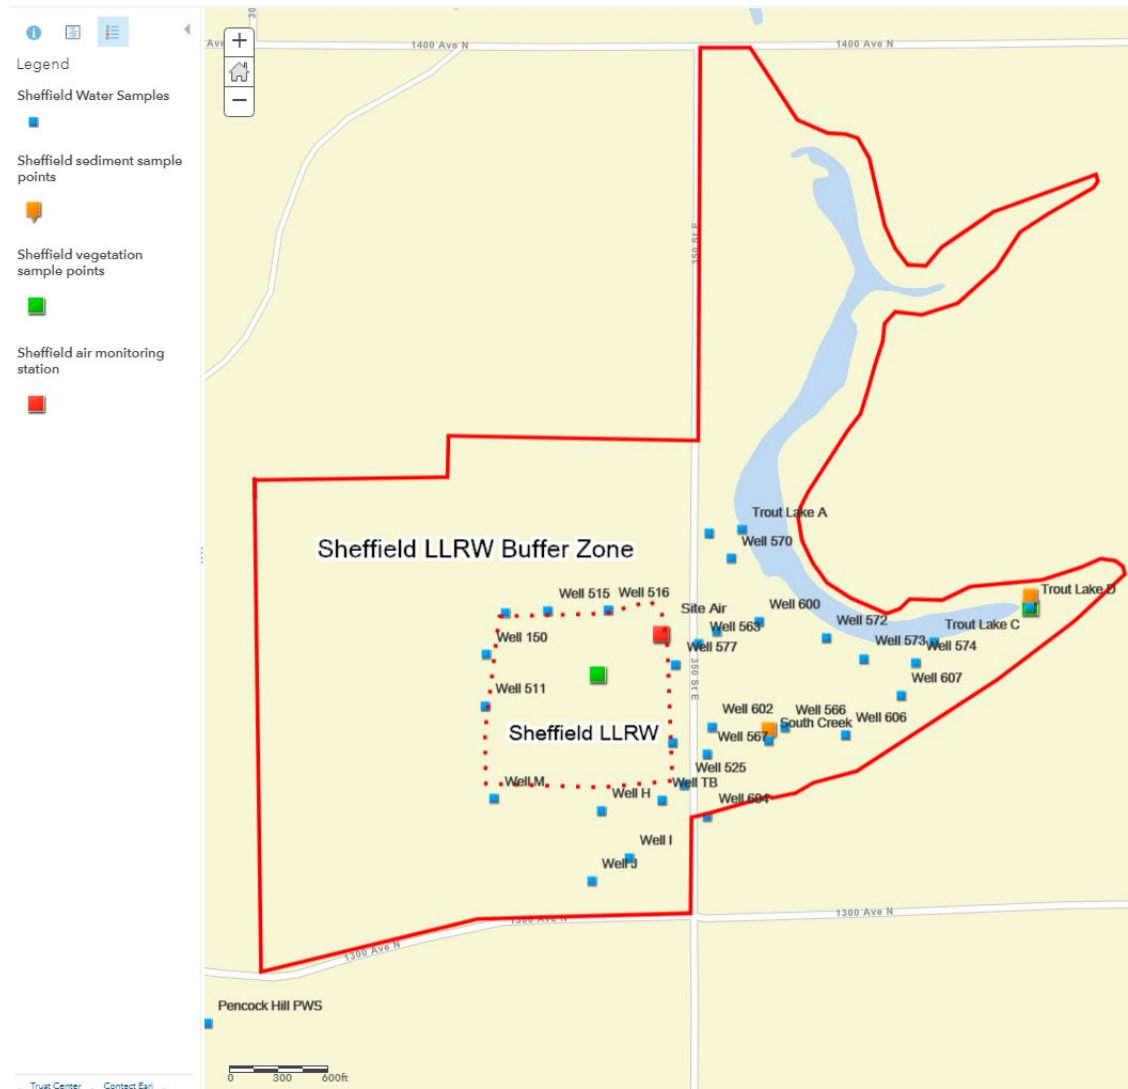 Legend
Sheffield Water Samples
Sheffield sediment sample
points
Sheffield vegetation
sample points
Sheffield air monitoring
station
Trust Center
Contact Esri
30
Ave
1400 Ave N
1400 Ave N
+
−
350 St E
Trout Lake A
Well 570
Sheffield LLRW Buffer Zone
Trout Lake D
Well 515
Well 516
Site Air
Well 600
Well 563
Well 572
Trout Lake C
Well 150
Well 577
Well 573
Well 574
350 St E
Well 607
Well 511
Well 602
Well 566
South Creek
Well 606
Sheffield LLRW
Well 567
Well 525
Well M
Well TB
Well H
Well 604
Well I
Well J
1300 Ave N
1300 Ave N
1300 Ave N
Pencock Hill PWS
0 300 600ft